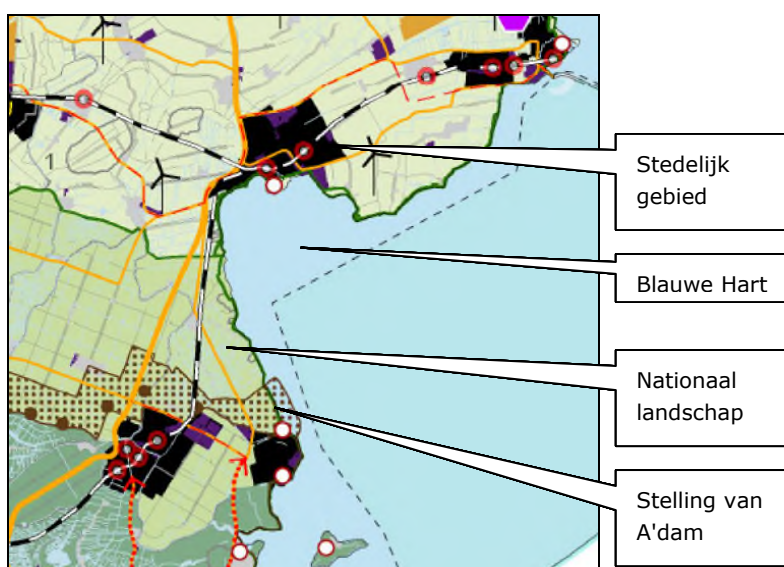 1
Stedelijk
gebied
Blauwe Hart
Nationaal
landschap
Stelling van
A'dam